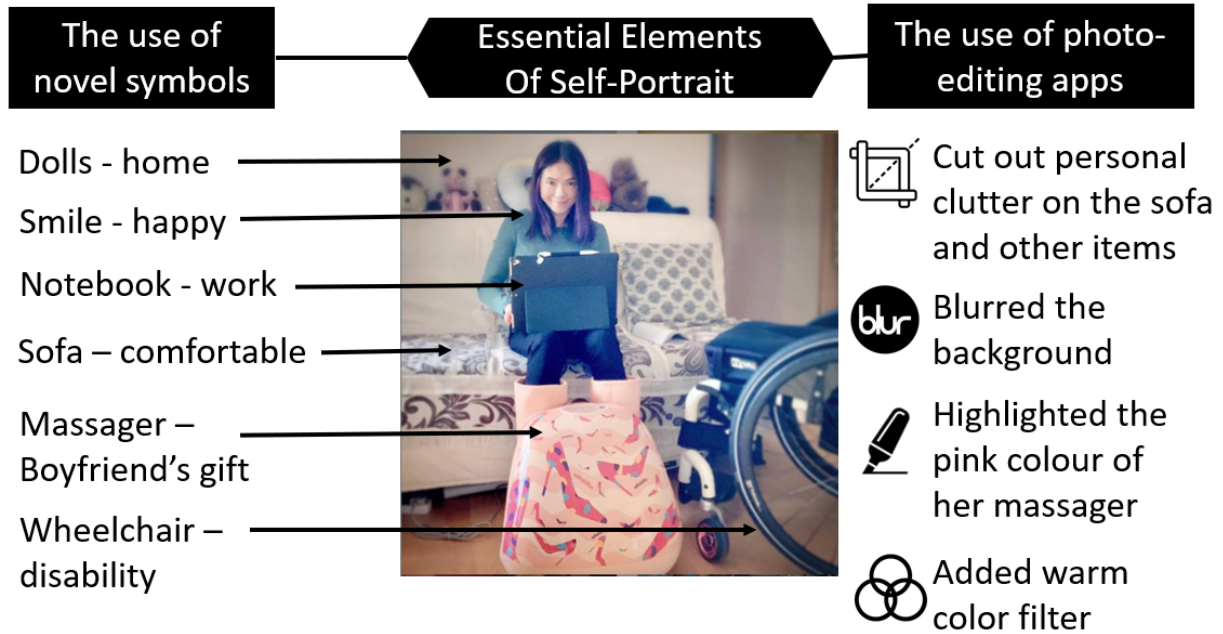 The use of
novel symbols
Essential Elements
Of Self-Portrait
The use of photo-
editing apps
Dolls - home
Smile - happy
Notebook - work
Sofa – comfortable
Massager –
Boyfriend's gift
Wheelchair –
disability
Cut out personal
clutter on the sofa
and other items
blur
Blurred the
background
Highlighted the
pink colour of
her massager
Added warm
color filter